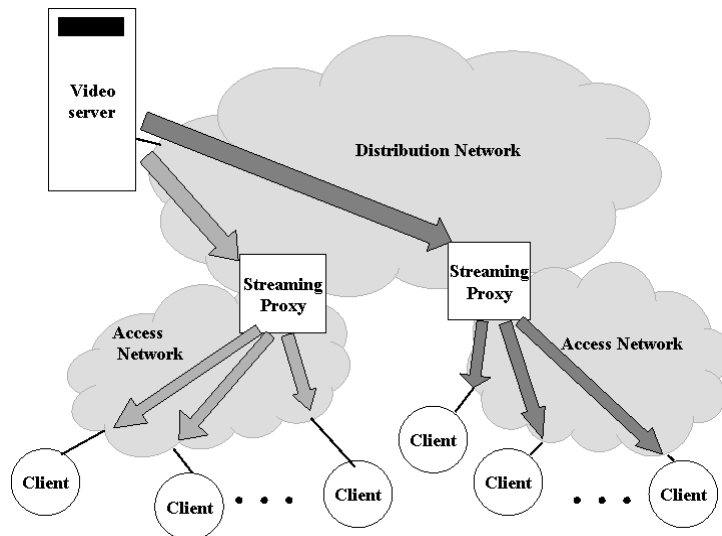 Video
server
Distribution Network
Streaming
Proxy
Streaming
Proxy
Access
Network
Access Network
Client
Client
Client
Client
Client
Client